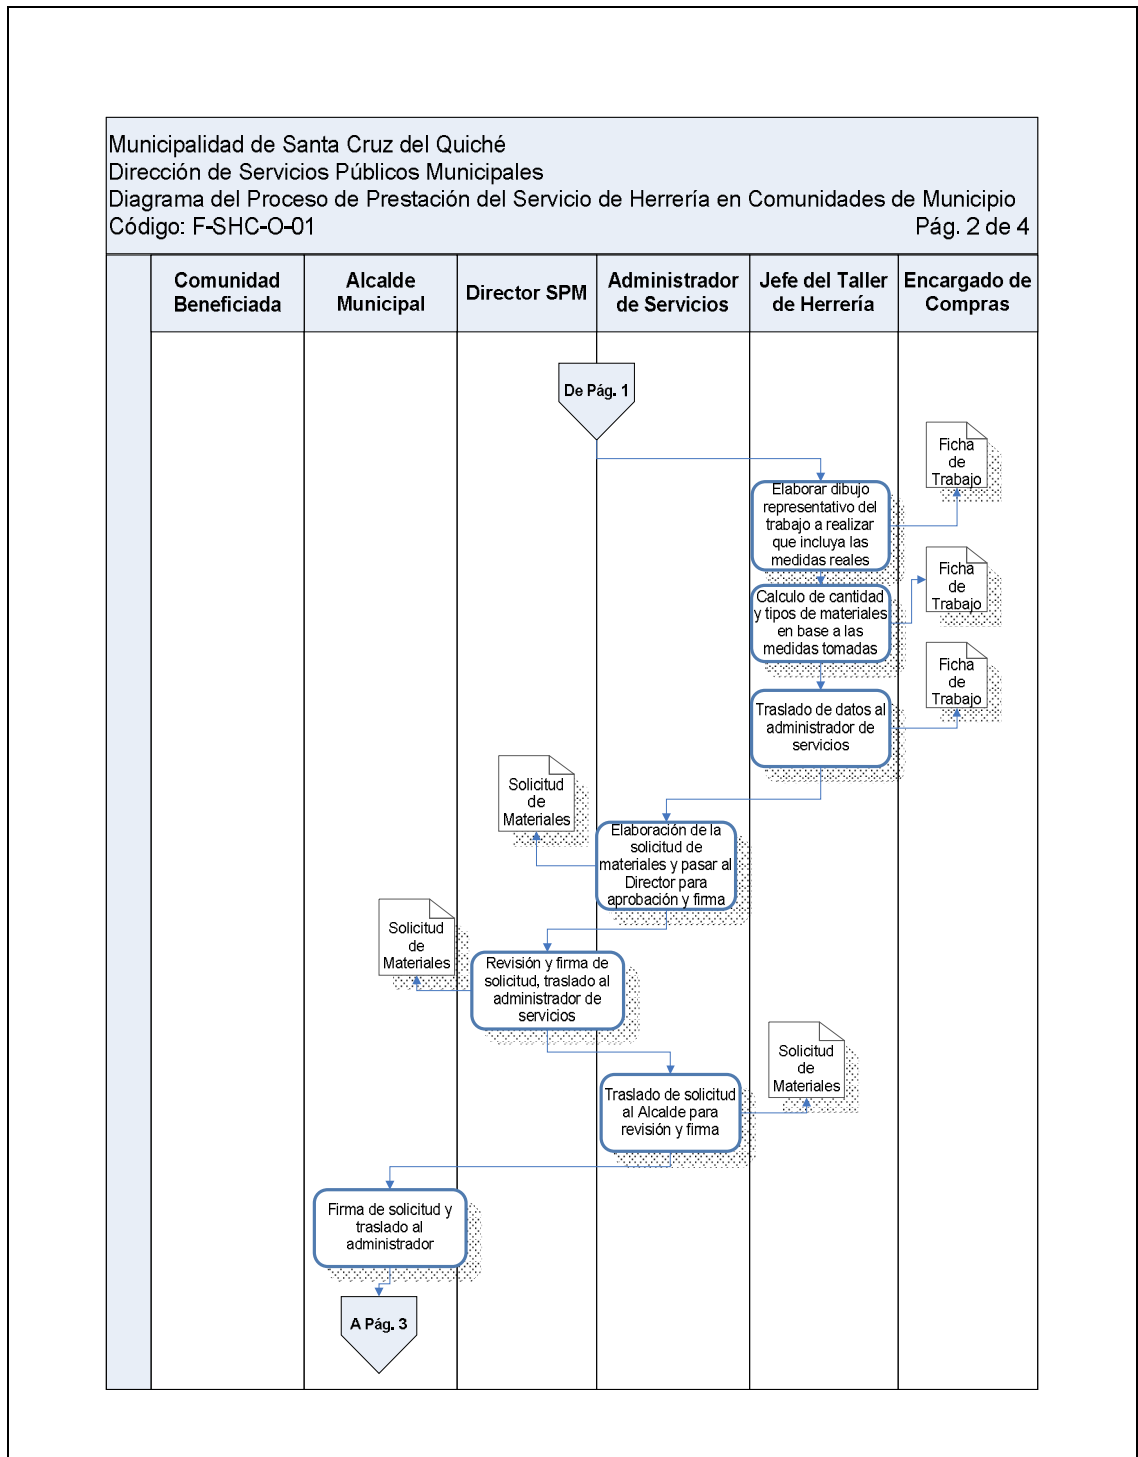 Municipalidad de Santa Cruz del Quiché
Dirección de Servicios Públicos Municipales
Diagrama del Proceso de Prestación del Servicio de Herrería en Comunidades de Municipio
Código: F-SHC-O-01 Pág. 2 de 4
Comunidad
Beneficiada
Alcalde
Municipal
Director SPM
Administrador
de Servicios
Jefe del Taller
de Herrería
Encargado de
Compras
De Pág. 1
Elaborar dibujo
representativo del
trabajo a realizar
que incluya las
medidas reales
Ficha
de
Trabajo
Calculo de cantidad
y tipos de materiales
en base a las
medidas tomadas
Ficha
de
Trabajo
Traslado de datos al
administrador de
servicios
Ficha
de
Trabajo
Solicitud
de
Materiales
Elaboración de la
solicitud de
materiales y pasar al
Director para
aprobación y firma
Solicitud
de
Materiales
Revisión y firma de
solicitud, traslado al
administrador de
servicios
Traslado de solicitud
al Alcalde para
revisión y firma
Solicitud
de
Materiales
Firma de solicitud y
traslado al
administrador
A Pág. 3